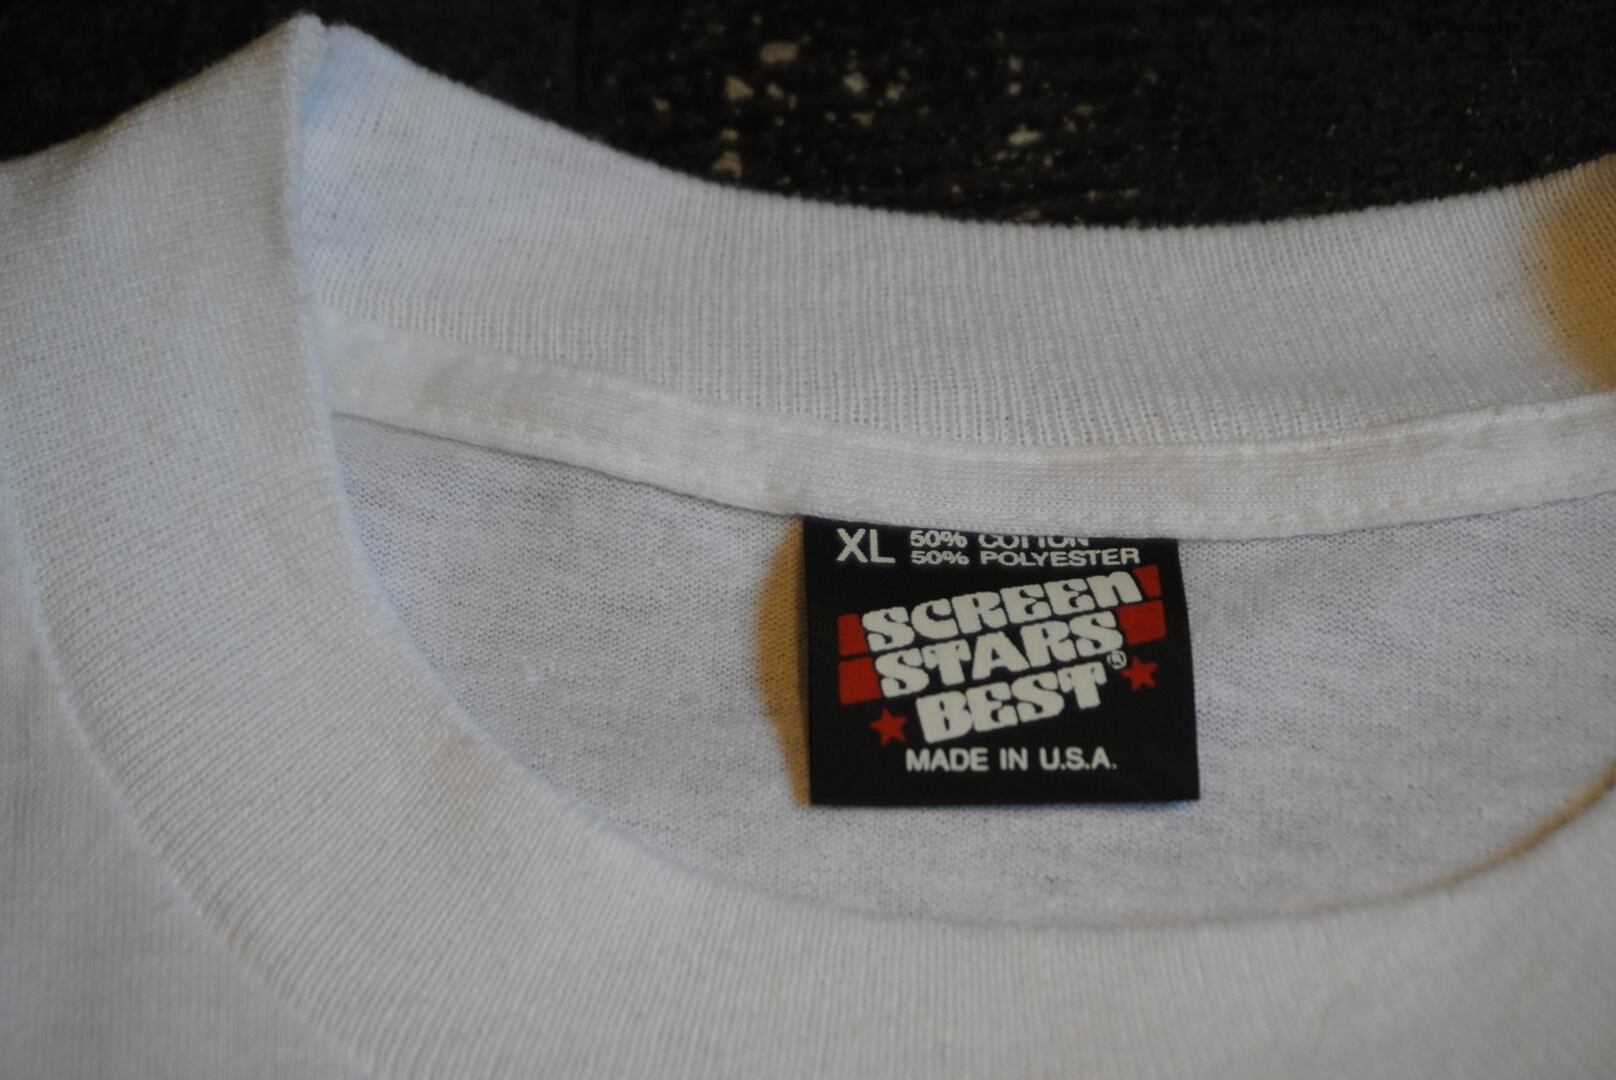 XL 50% COTTON
50% POLYESTER
SCREEN
STARS
BEST®
MADE IN U.S.A.